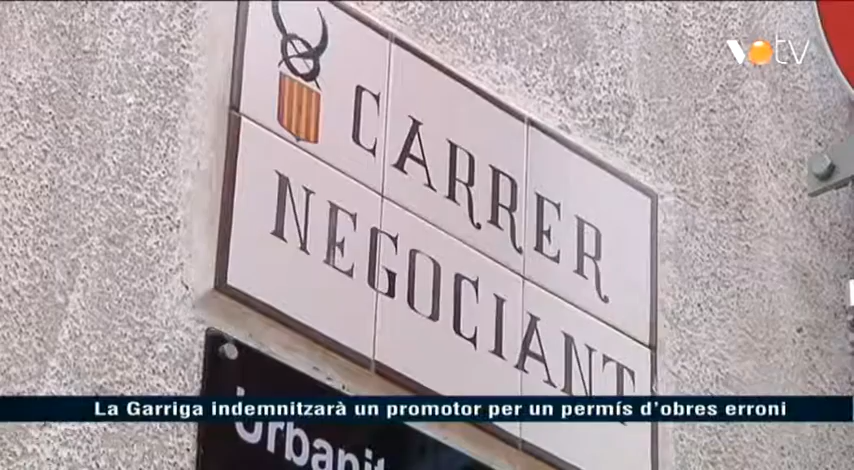 votv
CARRER
NEGOCIANT
La Garriga indemnitzarà un promotor per un permís d'obres erroni